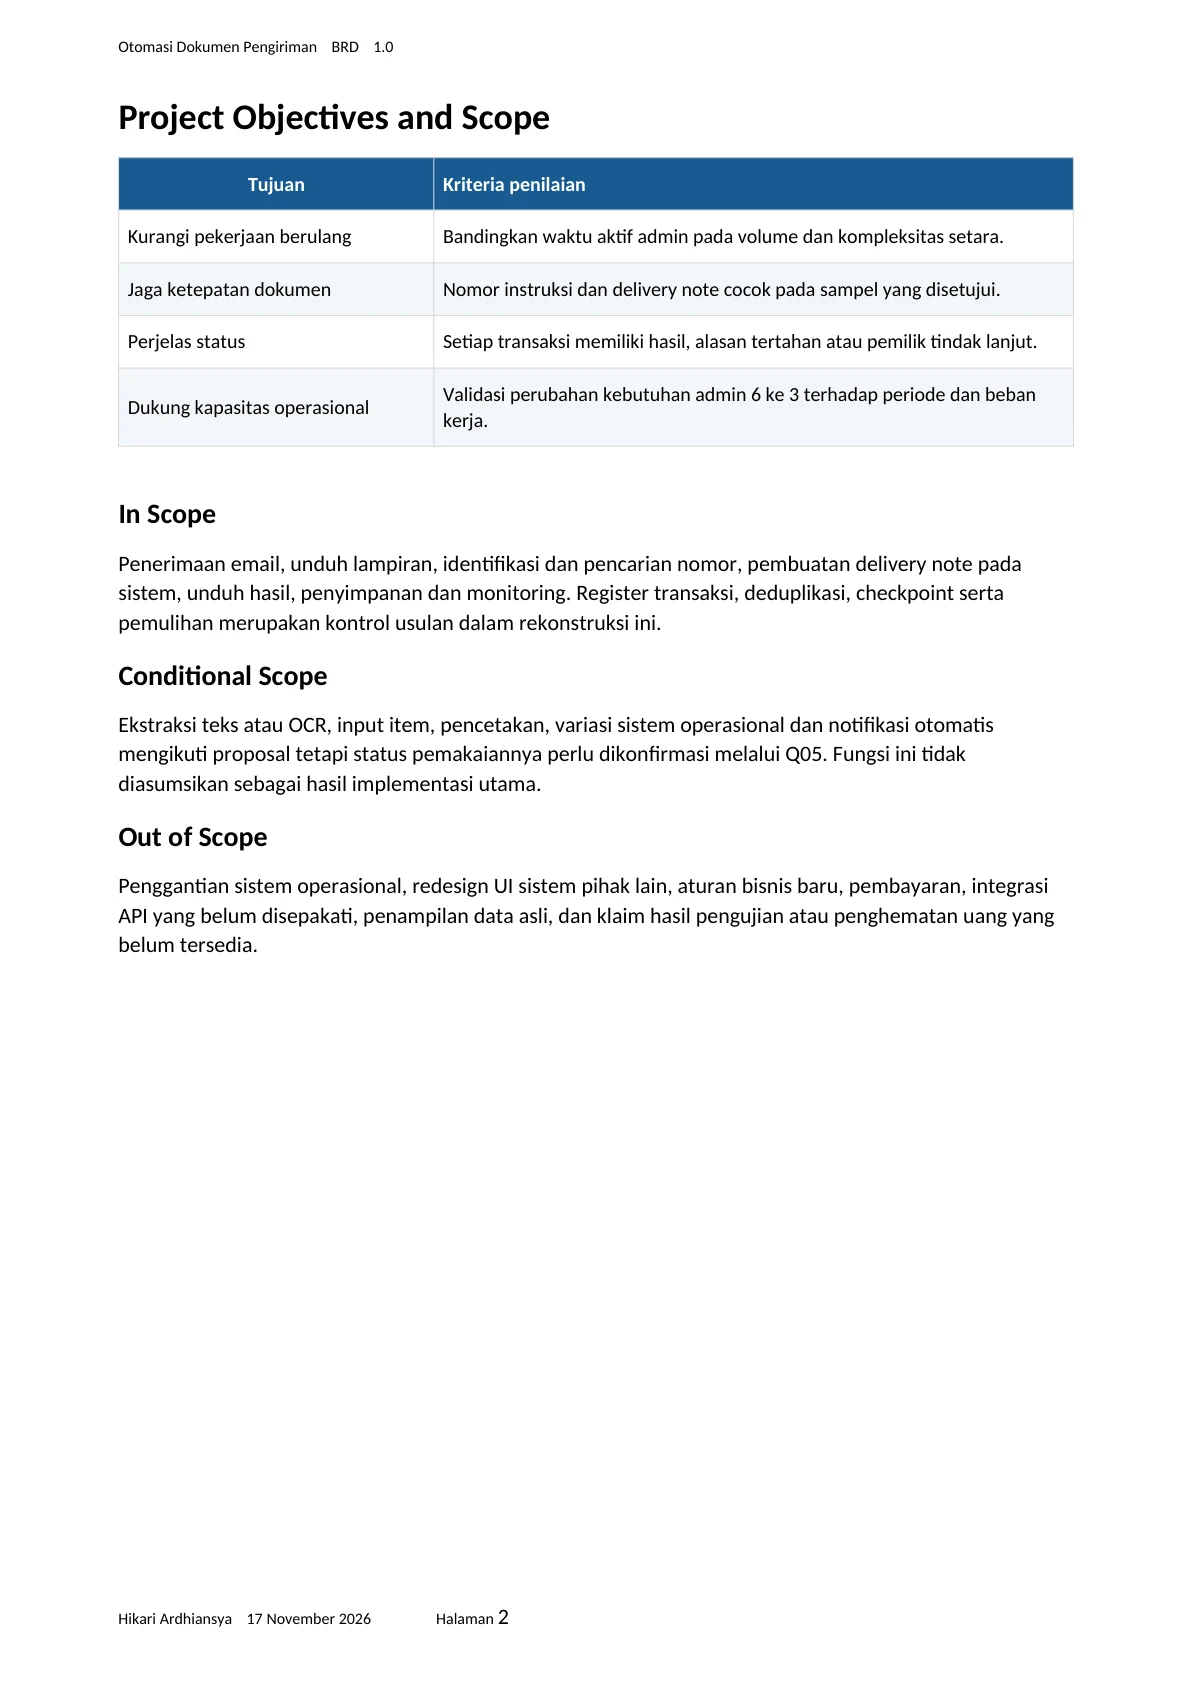 Otomasi Dokumen Pengiriman BRD 1.0
Project Objectives and Scope
Tujuan Kriteria penilaian
Kurangi pekerjaan berulang Bandingkan waktu aktif admin pada volume dan kompleksitas setara.
Jaga ketepatan dokumen Nomor instruksi dan delivery note cocok pada sampel yang disetujui.
Perjelas status Setiap transaksi memiliki hasil, alasan tertahan atau pemilik tindak lanjut.
Dukung kapasitas operasional Validasi perubahan kebutuhan admin 6 ke 3 terhadap periode dan beban
kerja.
In Scope
Penerimaan email, unduh lampiran, identifikasi dan pencarian nomor, pembuatan delivery note pada
sistem, unduh hasil, penyimpanan dan monitoring. Register transaksi, deduplikasi, checkpoint serta
pemulihan merupakan kontrol usulan dalam rekonstruksi ini.
Conditional Scope
Ekstraksi teks atau OCR, input item, pencetakan, variasi sistem operasional dan notifikasi otomatis
mengikuti proposal tetapi status pemakaiannya perlu dikonfirmasi melalui Q05. Fungsi ini tidak
diasumsikan sebagai hasil implementasi utama.
Out of Scope
Penggantian sistem operasional, redesign UI sistem pihak lain, aturan bisnis baru, pembayaran, integrasi
API yang belum disepakati, penampilan data asli, dan klaim hasil pengujian atau penghematan uang yang
belum tersedia.
Hikari Ardhiansya 17 November 2026 Halaman 2